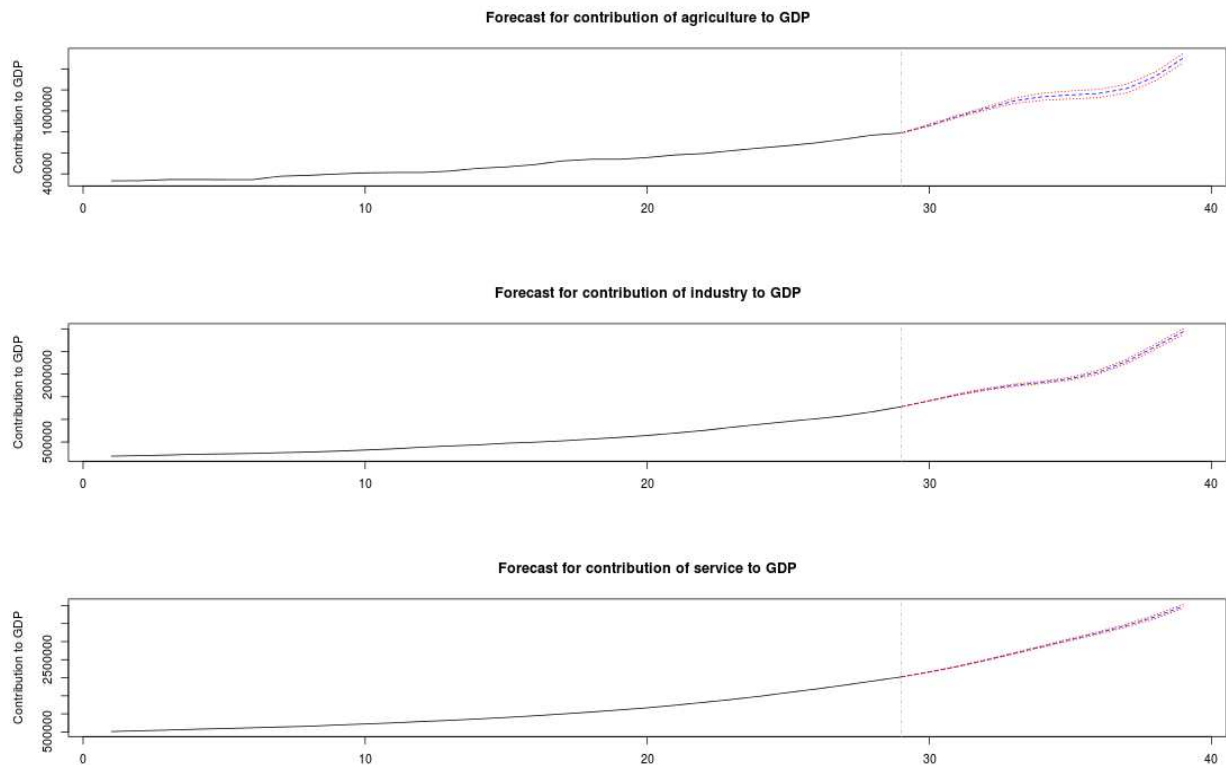 Forecast for contribution of agriculture to GDP
Contribution to GDP
1000000
400000
0 10 20 30 40
Forecast for contribution of industry to GDP
Contribution to GDP
2000000
500000
0 10 20 30 40
Forecast for contribution of service to GDP
Contribution to GDP
2500000
500000
0 10 20 30 40